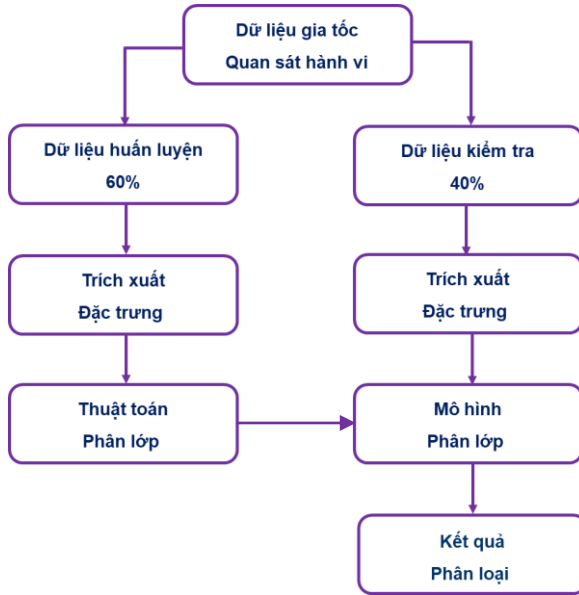 Dữ liệu gia tốc
Quan sát hành vi
Dữ liệu huấn luyện
60%
Dữ liệu kiểm tra
40%
Trích xuất
Đặc trưng
Trích xuất
Đặc trưng
Thuật toán
Phân lớp
Mô hình
Phân lớp
Kết quả
Phân loại